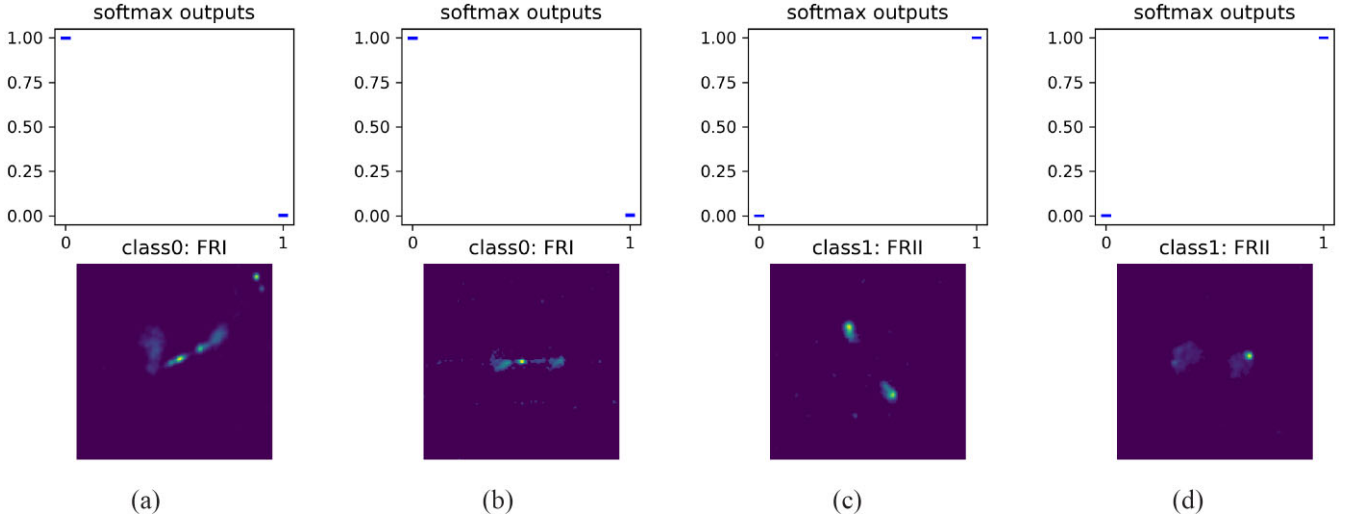 softmax outputs softmax outputs softmax outputs softmax outputs
1.00 1.00 1.00 1.00
0.75 0.75 0.75 0.75
0.50 0.50 0.50 0.50
0.25 0.25 0.25 0.25
0.00 0.00 0.00 0.00
0 1 0 1 0 1 0 1
class0: FRI class0: FRI class1: FRII class1: FRII
(a) (b) (c) (d)